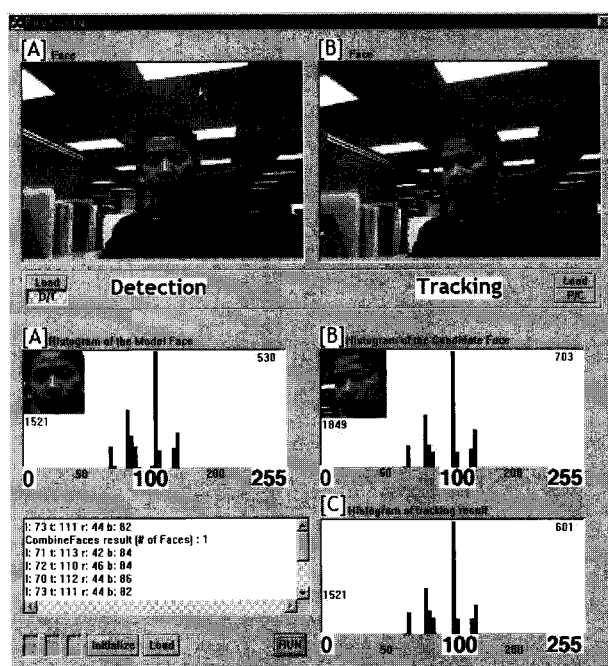 [A] Face
[B] Face
Load
D/C
Detection
Tracking
Load
[A] Histogram of the Model Face
530
1521
0 50 100 200 255
[B] Histogram of the Candidate Face
703
1849
0 50 100 200 255
l: 73 t: 111 r: 44 b: 82
CombineFaces result (# of Faces) : 1
l: 71 t: 113 r: 42 b: 84
l: 72 t: 110 r: 46 b: 84
l: 70 t: 112 r: 44 b: 86
l: 73 t: 111 r: 44 b: 82
[C] Histogram of tracking result
601
1521
0 50 100 200 255
Initialize
Load
RUN